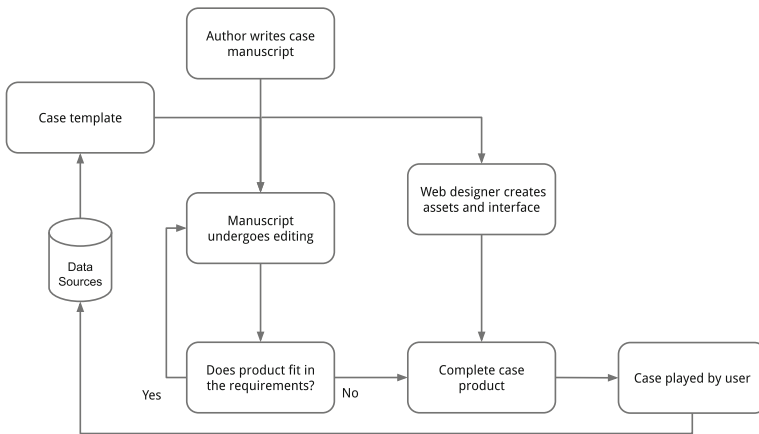 Author writes case
manuscript
Case template
Web designer creates
assets and interface
Manuscript
undergoes editing
Data
Sources
Does product fit in
the requirements?
Complete case
product
Case played by user
Yes
No